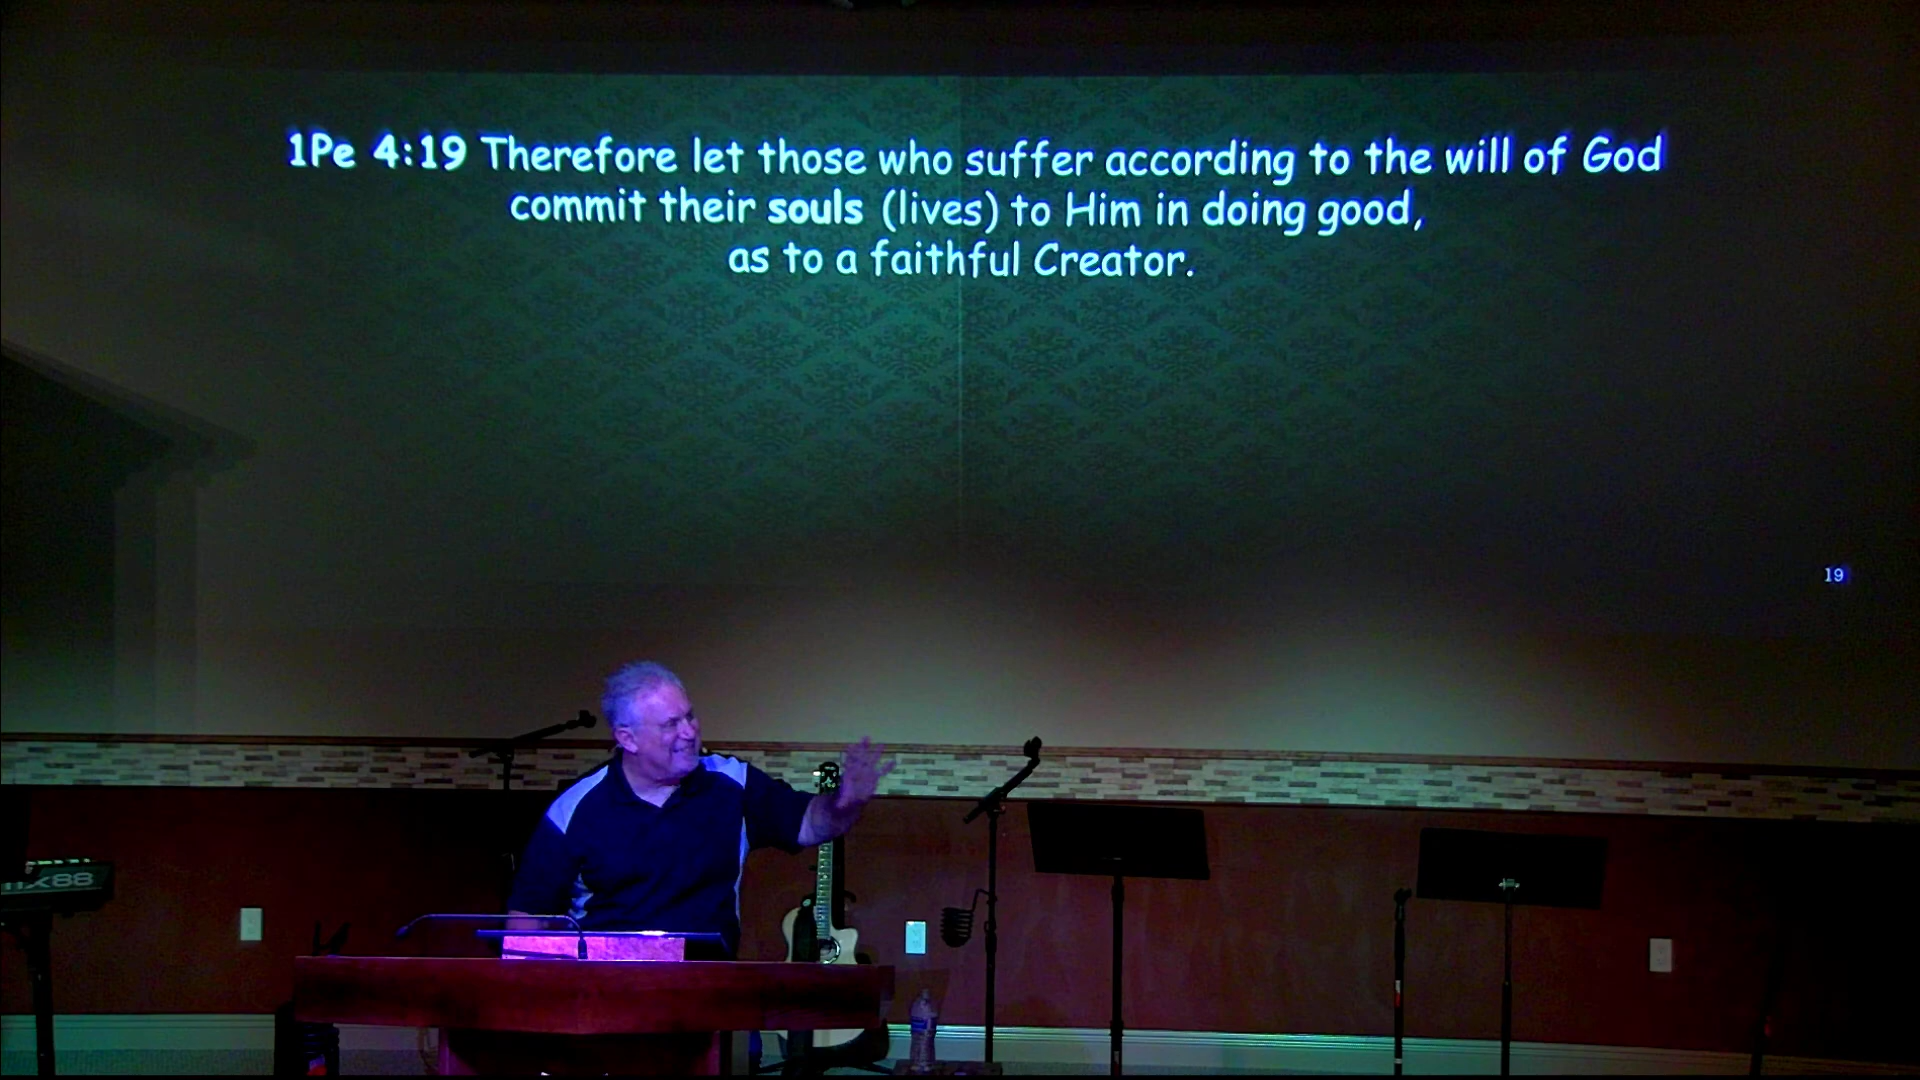 1Pe 4:19 Therefore let those who suffer according to the will of God
commit their souls (lives) to Him in doing good,
as to a faithful Creator.
19